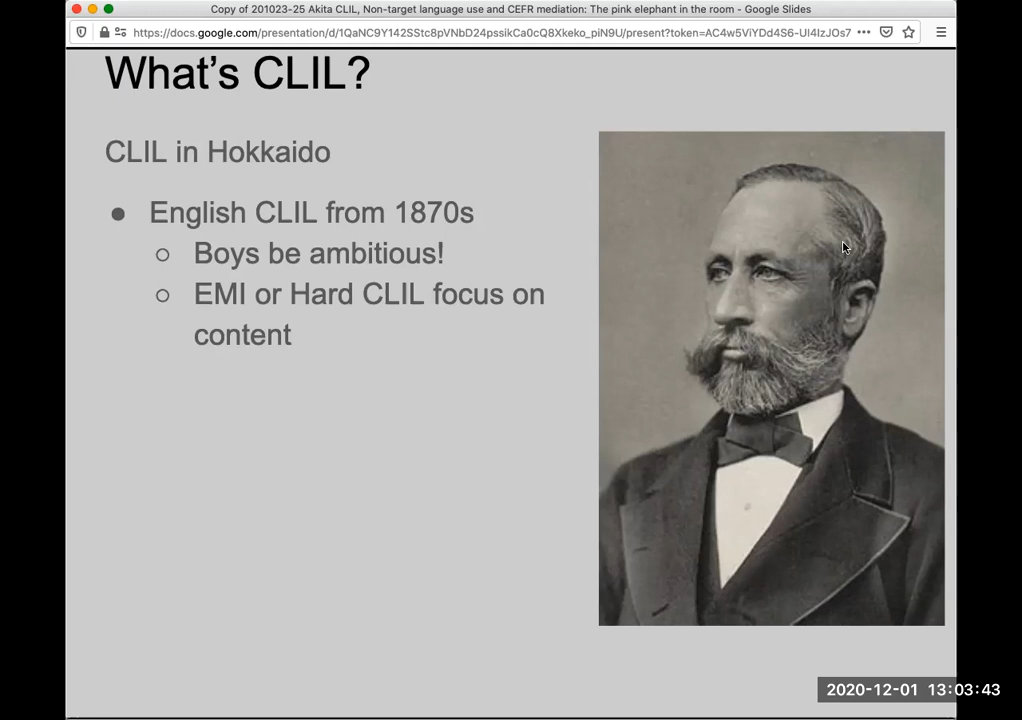 Copy of 201023-25 Akita CLIL, Non-target language use and CEFR mediation: The pink elephant in the room - Google Slides
https://docs.google.com/presentation/d/1QaNC9Y142SStc8pVNbD24pssikCa0cQ8Xkeko_piN9U/present?token=AC4w5ViYDd4S6-Ul4IzJOs7
What's CLIL?
CLIL in Hokkaido
● English CLIL from 1870s
○ Boys be ambitious!
○ EMI or Hard CLIL focus on
content
2020-12-01 13:03:43